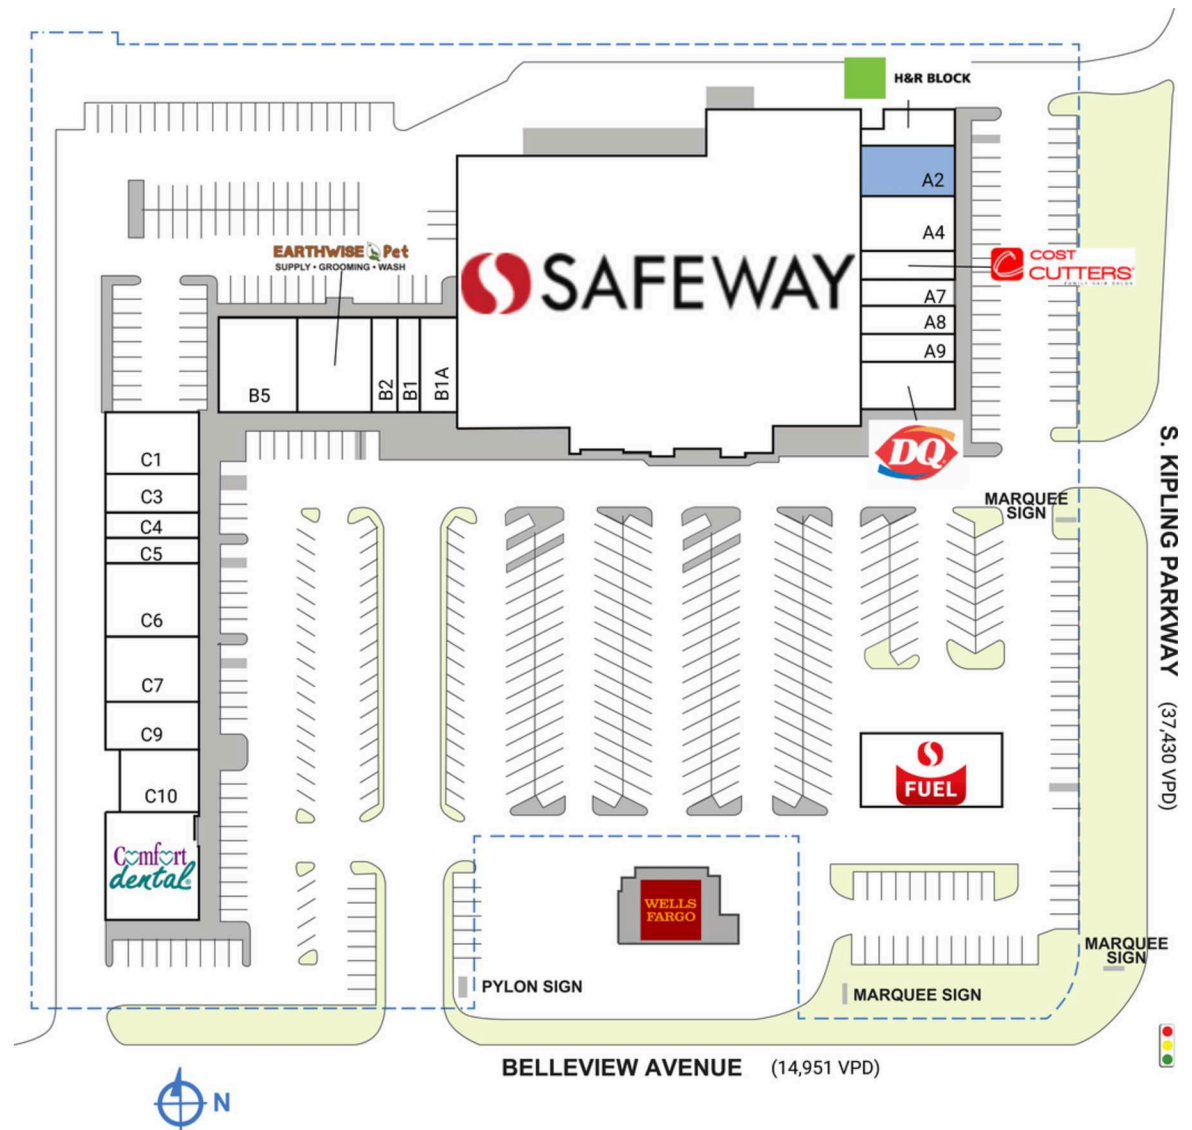 H&R BLOCK
A2
A4
COST
CUTTERS
A7
A8
A9
DQ
SAFEWAY
EARTHWISE Pet
SUPPLY • GROOMING • WASH
B5
B2
B1
B1A
C1
C3
C4
C5
C6
C7
C9
C10
Comfort
dental
MARQUEE
SIGN
S. KIPLING PARKWAY (37,430 VPD)
FUEL
WELLS
FARGO
PYLON SIGN
MARQUEE SIGN
MARQUEE
SIGN
BELLEVIEW AVENUE (14,951 VPD)
N